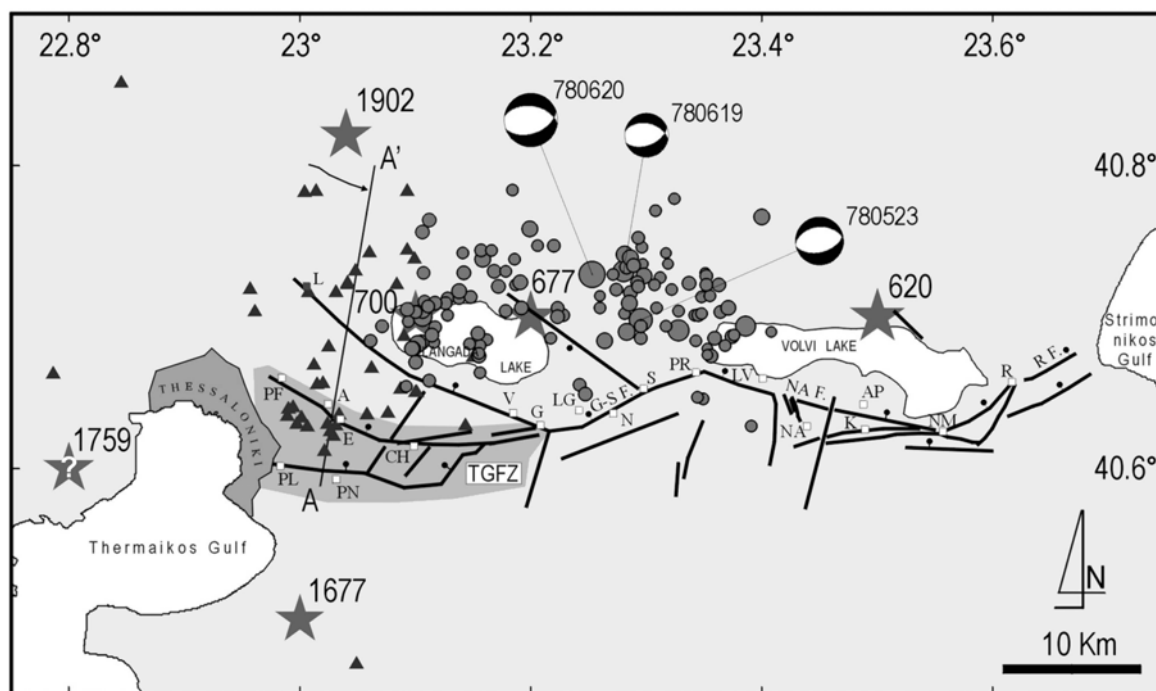 22.8°
23°
23.2°
23.4°
23.6°
780620
780619
1902
A'
40.8°
780523
L
700
677
620
LANGADA
LAKE
VOLVI LAKE
Strimo
nikos
Gulf
THESSALONIKI
PF
A
E
V
G
LG
G-S F.
S
N
PR
LV
NA F.
AP
NA
K
NM
R
R F.
1759
?
CH
PL
PN
A
TGFZ
40.6°
Thermaikos Gulf
1677
N
10 Km